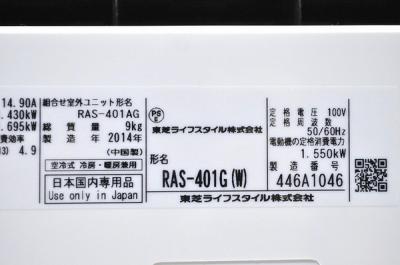 14.90A
.430kW
.695kW
13) 4.9
組合せ室外ユニット形名
RAS-401AG
総質量 9kg
製造年 2014年
(中国製)
空冷式 冷房・暖房兼用
日本国内専用品
Use only in Japan
PS
E
東芝ライフスタイル株式会社
形名
RAS-401G(W)
東芝ライフスタイル株式会社
定格電圧 100V
定格周波数
50/60Hz
電動機の定格消費電力
1.550kW
製造番号
446A1046